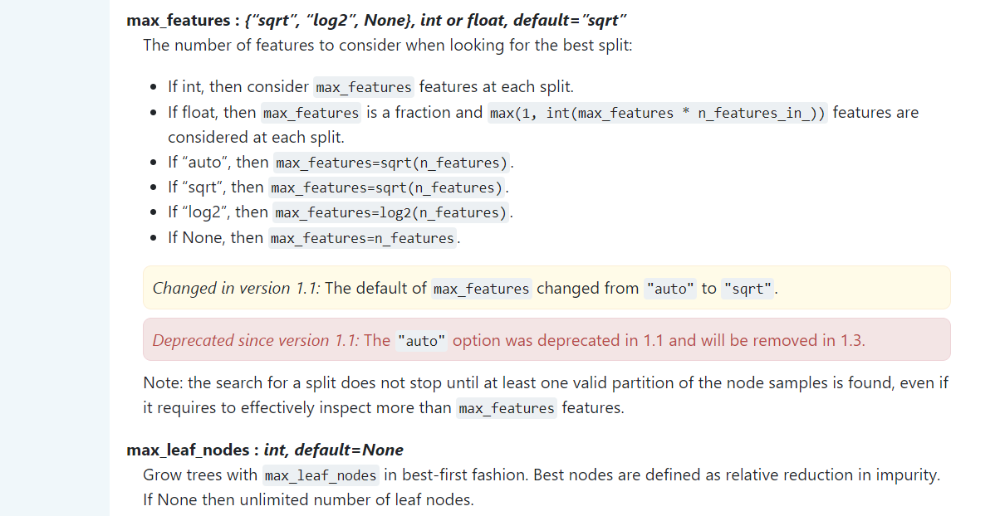 max_features : {“sqrt”, “log2”, None}, int or float, default=”sqrt”
The number of features to consider when looking for the best split:
• If int, then consider max_features features at each split.
• If float, then max_features is a fraction and max(1, int(max_features * n_features_in_)) features are
considered at each split.
• If “auto”, then max_features=sqrt(n_features).
• If “sqrt”, then max_features=sqrt(n_features).
• If “log2”, then max_features=log2(n_features).
• If None, then max_features=n_features.
Changed in version 1.1: The default of max_features changed from "auto" to "sqrt".
Deprecated since version 1.1: The "auto" option was deprecated in 1.1 and will be removed in 1.3.
Note: the search for a split does not stop until at least one valid partition of the node samples is found, even if
it requires to effectively inspect more than max_features features.
max_leaf_nodes : int, default=None
Grow trees with max_leaf_nodes in best-first fashion. Best nodes are defined as relative reduction in impurity.
If None then unlimited number of leaf nodes.